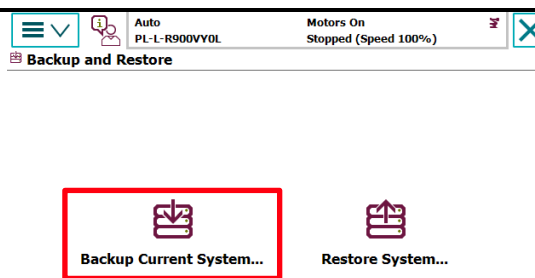 Auto Motors On
PL-L-R900VY0L Stopped (Speed 100%)
Backup and Restore
Backup Current System... Restore System...